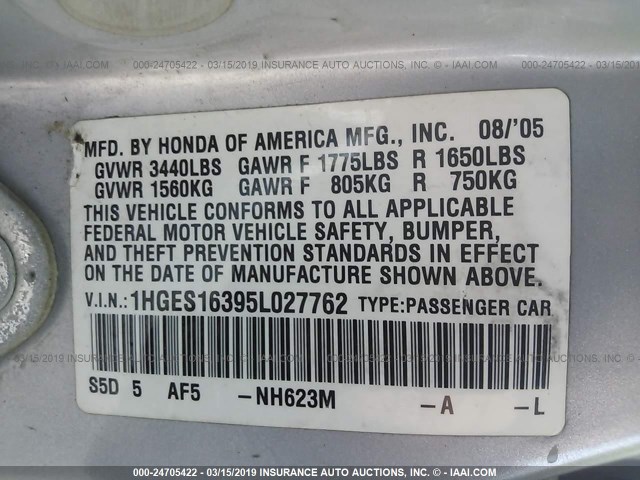 000-24705422 - 03/15/2019 INSURANCE AUTO AUCTIONS, INC. - © - IAAI.COM
MFD. BY HONDA OF AMERICA MFG., INC. 08/'05
GVWR 3440LBS GAWR F 1775LBS R 1650LBS
GVWR 1560KG GAWR F 805KG R 750KG
THIS VEHICLE CONFORMS TO ALL APPLICABLE
FEDERAL MOTOR VEHICLE SAFETY, BUMPER,
AND THEFT PREVENTION STANDARDS IN EFFECT
ON THE DATE OF MANUFACTURE SHOWN ABOVE.
V.I.N.:1HGES16395L027762 TYPE:PASSENGER CAR
S5D 5 AF5 -NH623M -A -L
000-24705422 - 03/15/2019 INSURANCE AUTO AUCTIONS, INC. - © - IAAI.COM